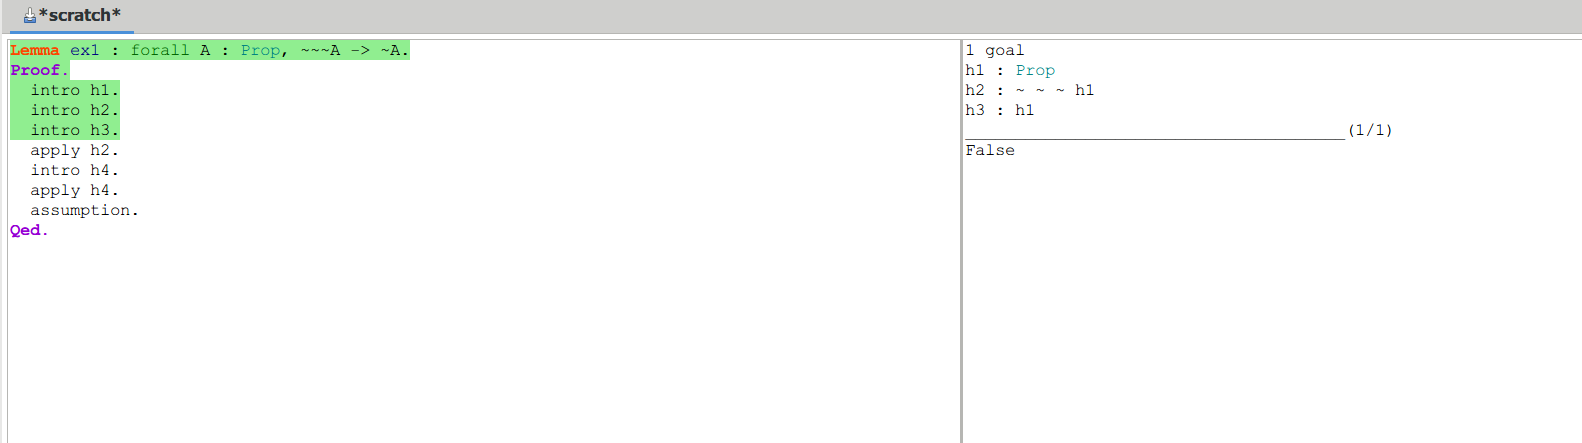 *scratch*
Lemma ex1 : forall A : Prop, ~~~A -> ~A.
Proof.
intro h1.
intro h2.
intro h3.
apply h2.
intro h4.
apply h4.
assumption.
Qed.
1 goal
h1 : Prop
h2 : ~ ~ ~ h1
h3 : h1
______________________________________(1/1)
False